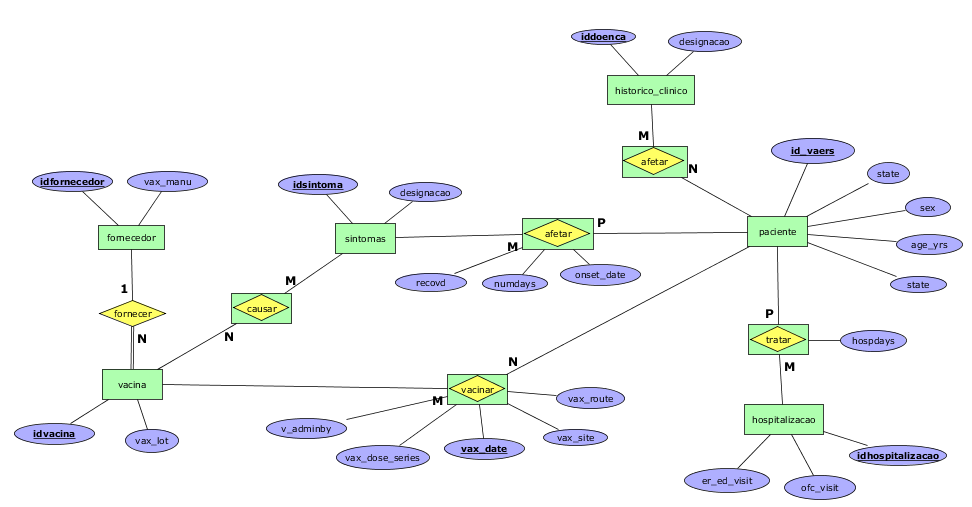 iddoenca
designacao
historico_clinico
M
afetar
N
id_vaers
state
sex
age_yrs
state
paciente
idfornecedor
vax_manu
fornecedor
1
fornecer
N
idsintoma
designacao
sintomas
M
causar
N
afetar
P
M
recovd
numdays
onset_date
vacina
idvacina
vax_lot
vacinar
N
M
v_adminby
vax_dose_series
vax_date
vax_site
vax_route
P
tratar
hospdays
M
hospitalizacao
idhospitalizacao
er_ed_visit
ofc_visit